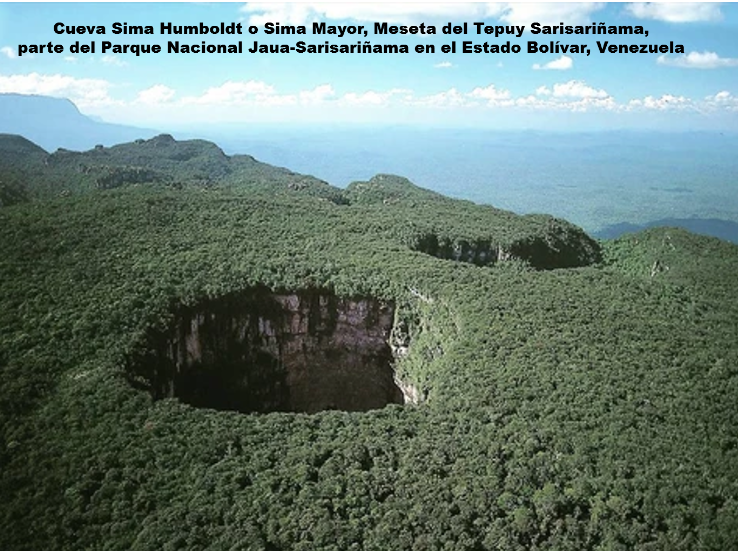 Cueva Sima Humboldt o Sima Mayor, Meseta del Tepuy Sarisariñama,
parte del Parque Nacional Jaua-Sarisariñama en el Estado Bolívar, Venezuela